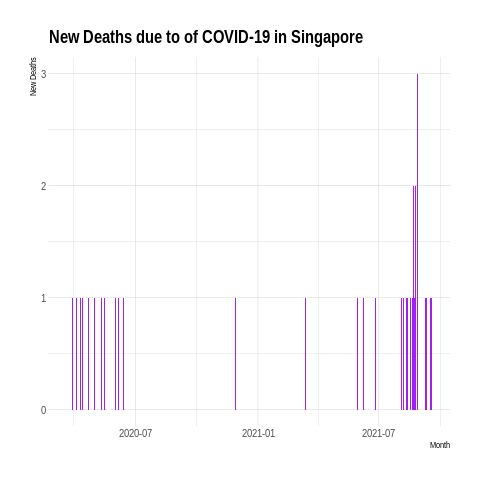 New Deaths due to of COVID-19 in Singapore
New Deaths
3
2
1
0
2020-07 2021-01 2021-07
Month